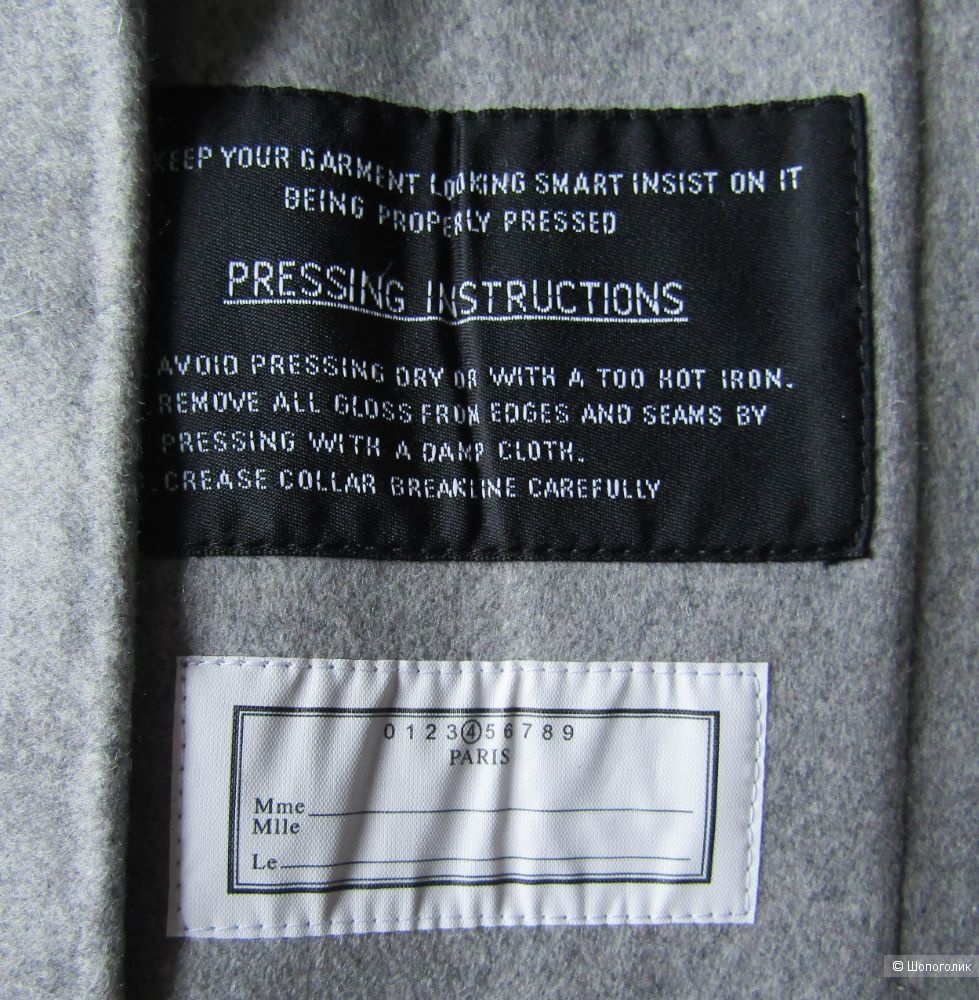 KEEP YOUR GARMENT LOOKING SMART INSIST ON IT
BEING PROPERLY PRESSED
PRESSING INSTRUCTIONS
AVOID PRESSING DRY OR WITH A TOO HOT IRON.
REMOVE ALL GLOSS FROM EDGES AND SEAMS BY
PRESSING WITH A DAMP CLOTH.
CREASE COLLAR BREAKLINE CAREFULLY
0 1 2 3 4 5 6 7 8 9
PARIS
Mme
Mlle
Le
© Шопоголик